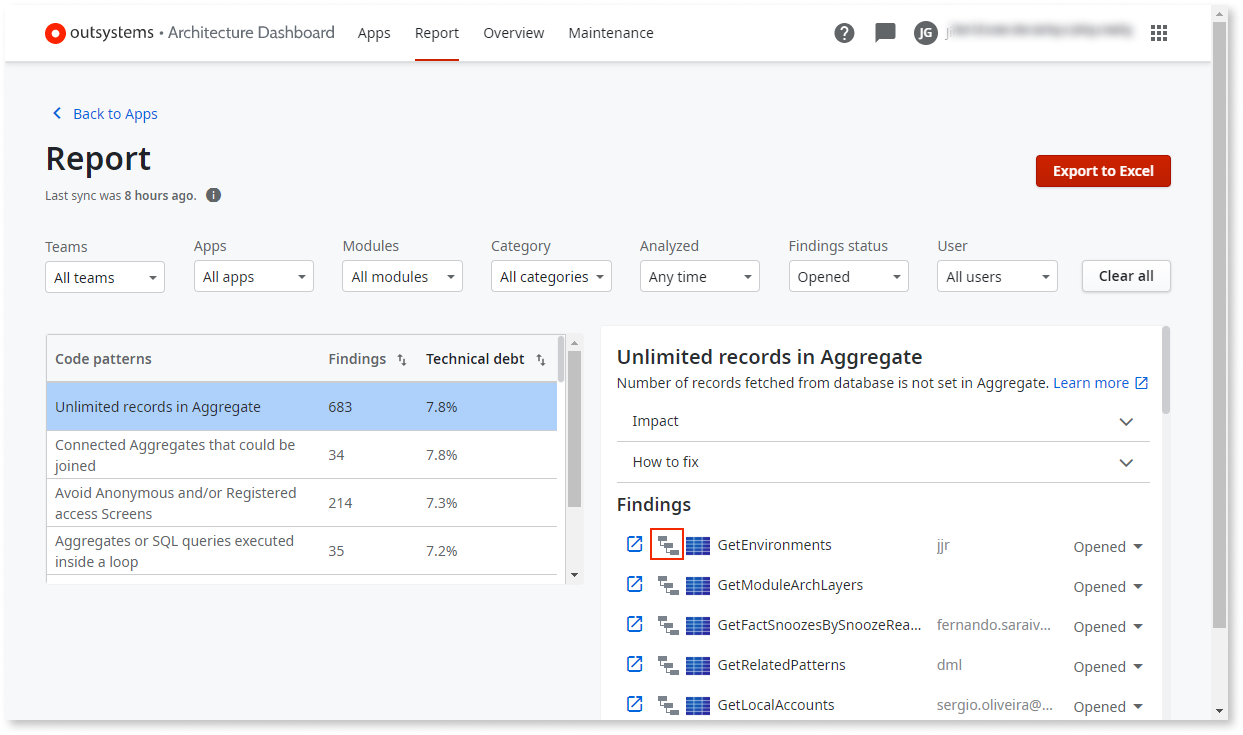 outsystems • Architecture Dashboard Apps Report Overview Maintenance ? JG
Back to Apps
Report
Last sync was 8 hours ago. i
Export to Excel
Teams Apps Modules Category Analyzed Findings status User
All teams All apps All modules All categories Any time Opened All users Clear all
Code patterns Findings Technical debt
Unlimited records in Aggregate 683 7.8%
Connected Aggregates that could be
joined 34 7.8%
Avoid Anonymous and/or Registered
access Screens 214 7.3%
Aggregates or SQL queries executed
inside a loop 35 7.2%
Unlimited records in Aggregate
Number of records fetched from database is not set in Aggregate. Learn more
Impact
How to fix
Findings
GetEnvironments jjr Opened
GetModuleArchLayers Opened
GetFactSnoozesBySnoozeRea... fernando.saraiv... Opened
GetRelatedPatterns dml Opened
GetLocalAccounts sergio.oliveira@... Opened